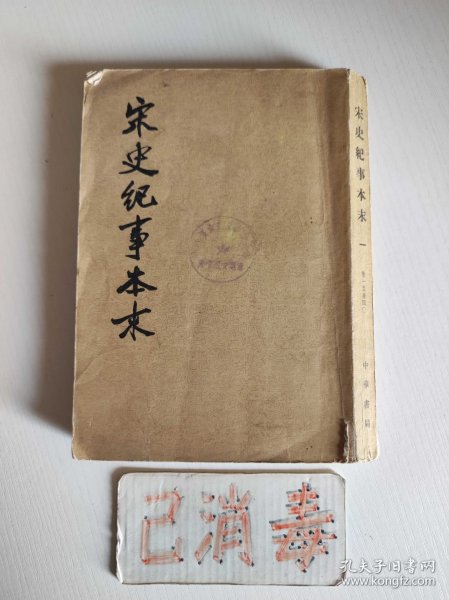 宋史紀事本末
宋史紀事本末 一
中華書局
已消毒
孔夫子旧书网
www.kongfz.com